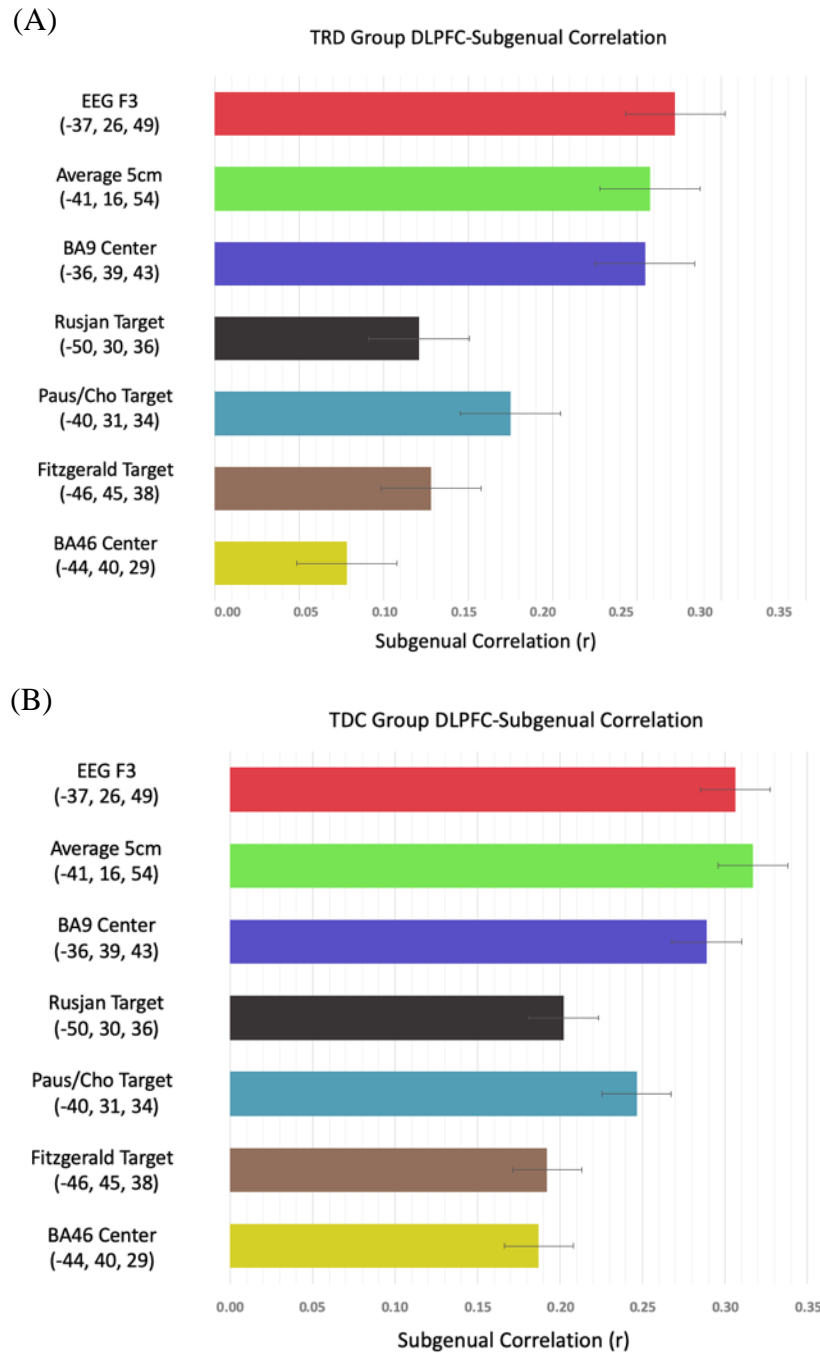 (A)
TRD Group DLPFC-Subgenual Correlation
EEG F3
(-37, 26, 49)
Average 5cm
(-41, 16, 54)
BA9 Center
(-36, 39, 43)
Rusjan Target
(-50, 30, 36)
Paus/Cho Target
(-40, 31, 34)
Fitzgerald Target
(-46, 45, 38)
BA46 Center
(-44, 40, 29)
0.00 0.05 0.10 0.15 0.20 0.25 0.30 0.35
Subgenual Correlation (r)
(B)
TDC Group DLPFC-Subgenual Correlation
EEG F3
(-37, 26, 49)
Average 5cm
(-41, 16, 54)
BA9 Center
(-36, 39, 43)
Rusjan Target
(-50, 30, 36)
Paus/Cho Target
(-40, 31, 34)
Fitzgerald Target
(-46, 45, 38)
BA46 Center
(-44, 40, 29)
0.00 0.05 0.10 0.15 0.20 0.25 0.30 0.35
Subgenual Correlation (r)